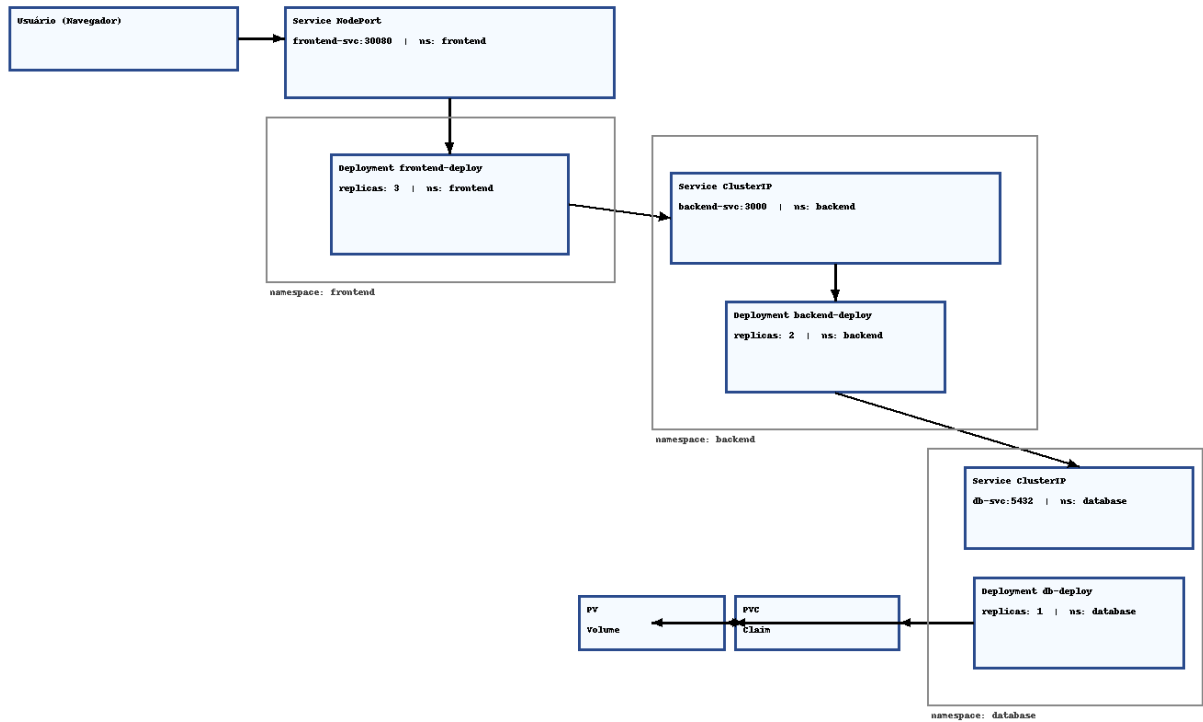 Usuário (Navegador)
Service NodePort
frontend-svc:30080 | ns: frontend
Deployment frontend-deploy
replicas: 3 | ns: frontend
namespace: frontend
Service ClusterIP
backend-svc:3000 | ns: backend
Deployment backend-deploy
replicas: 2 | ns: backend
namespace: backend
Service ClusterIP
db-svc:5432 | ns: database
Deployment db-deploy
replicas: 1 | ns: database
PV
Volume
PVC
Claim
namespace: database